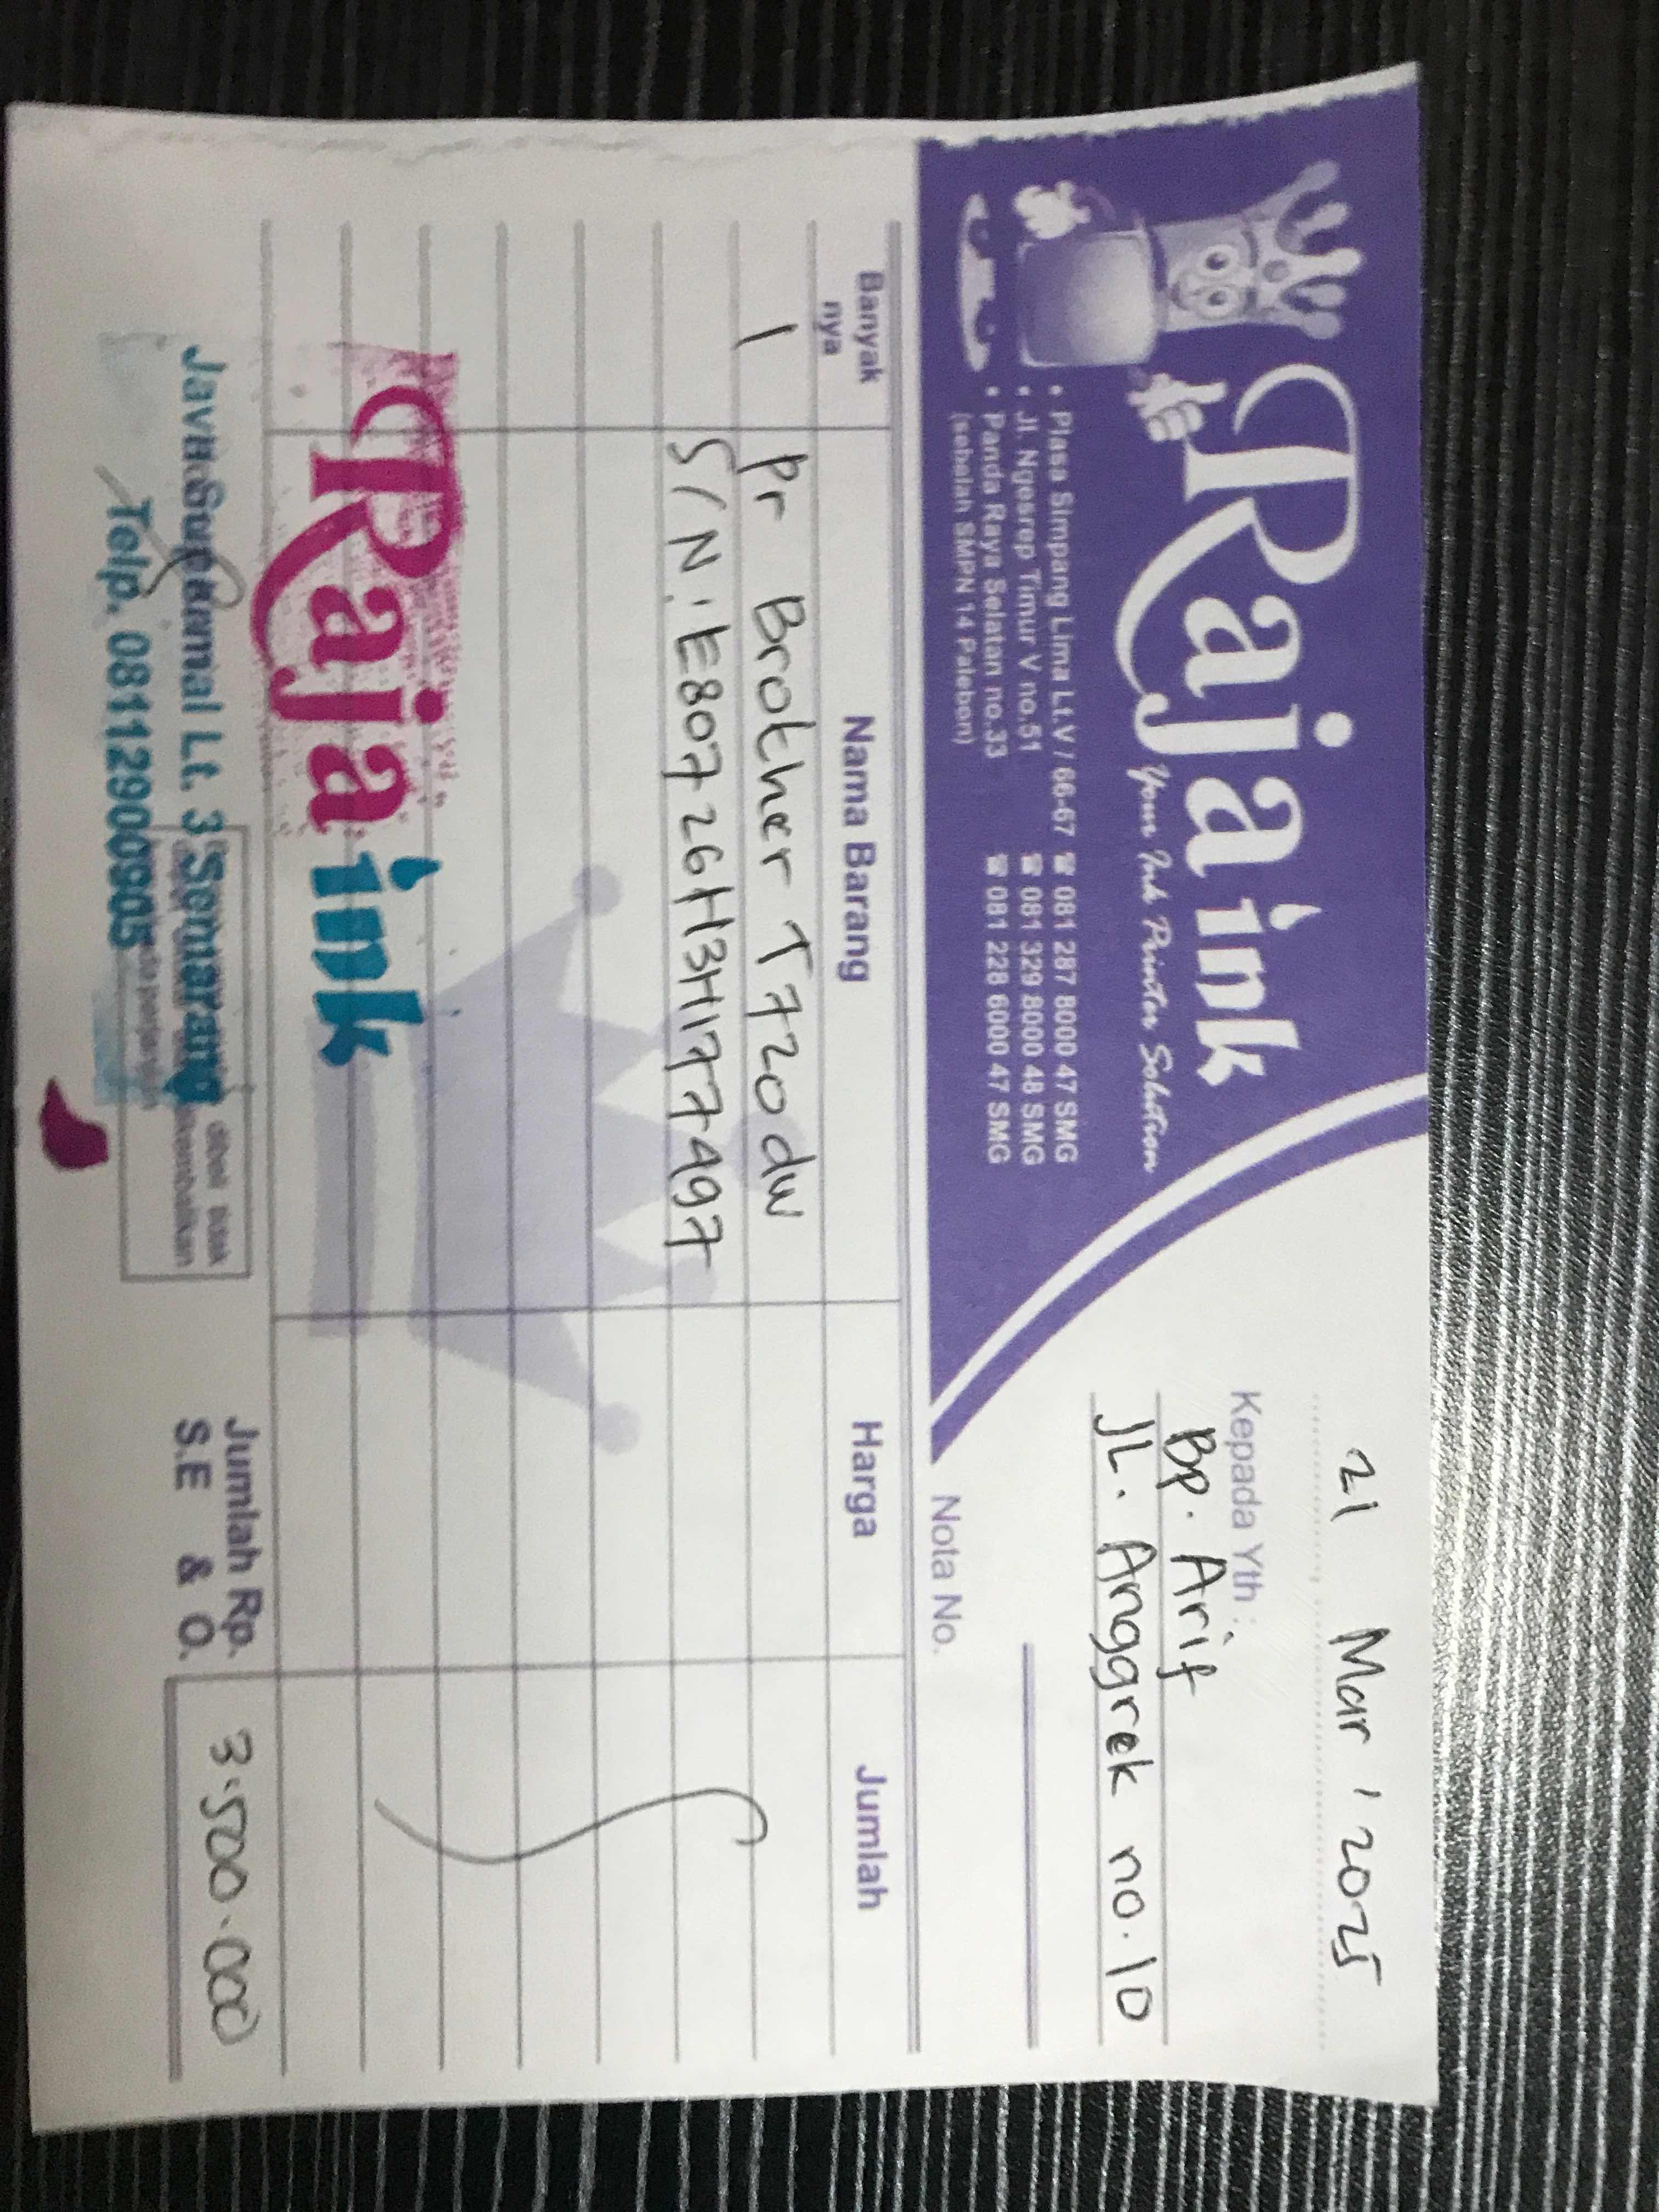 Raja ink
Your Ink Printer Solution
• Plasa Simpang Lima Lt.V / 66-67 ☎ 081 287 8000 47 SMG
• Jl. Ngesrep Timur V no.51 ☎ 081 329 8000 48 SMG
• Panda Raya Selatan no.33 ☎ 081 228 6000 47 SMG
(sebelah SMPN 14 Palebon)
21 Mar, 2025
Kepada Yth :
Bp. Arif
JL. Anggrek no.10
Nota No.
Banyak nya Nama Barang Harga Jumlah
1 Pr Brother T720dw
S/N : E80726H3H177497
Raja ink
Java Supermal Lt. 3 Semarang
Telp. 08112900905
dibeli tidak
Jumlah Rp. 3.500.000
S.E & O.